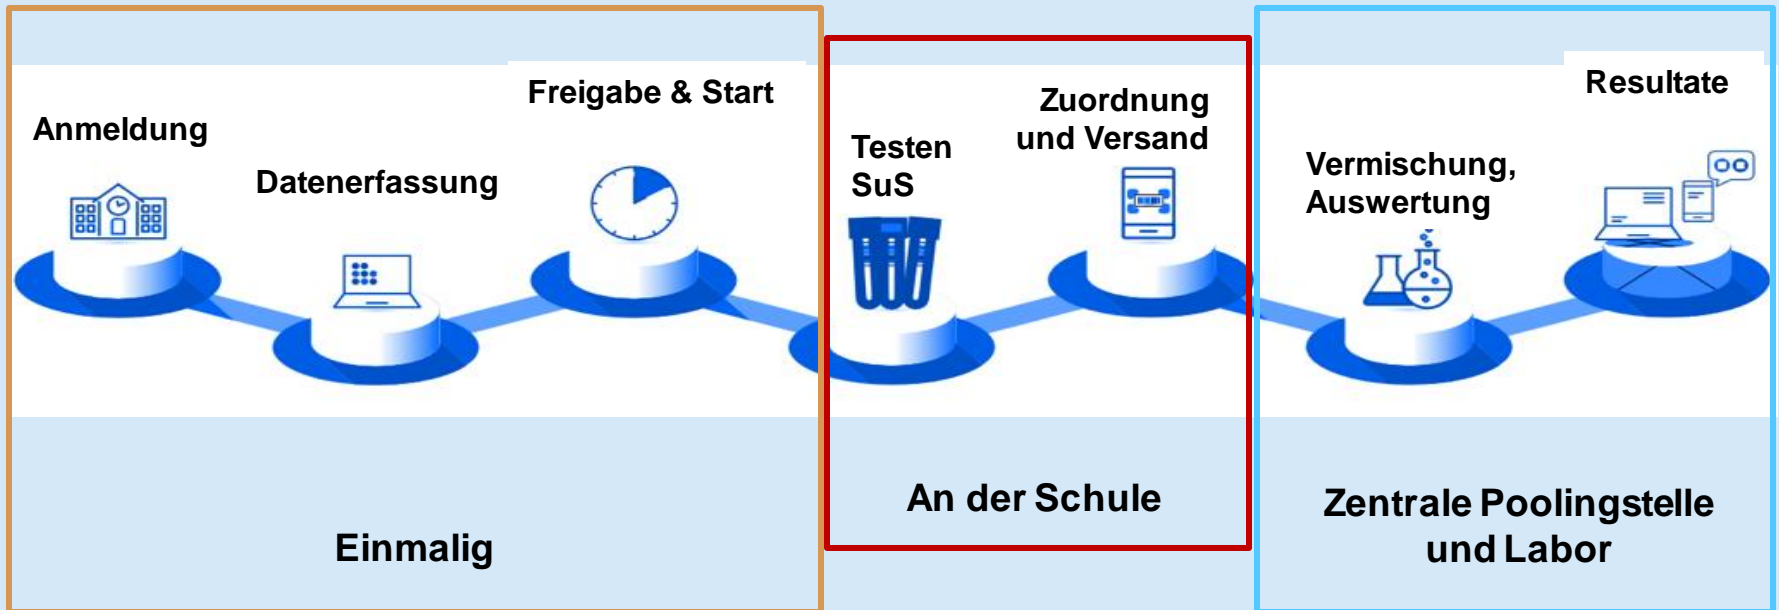 Anmeldung
Datenerfassung
Freigabe & Start
Testen
SuS
Zuordnung
und Versand
Vermischung,
Auswertung
Resultate
Einmalig
An der Schule
Zentrale Poolingstelle
und Labor